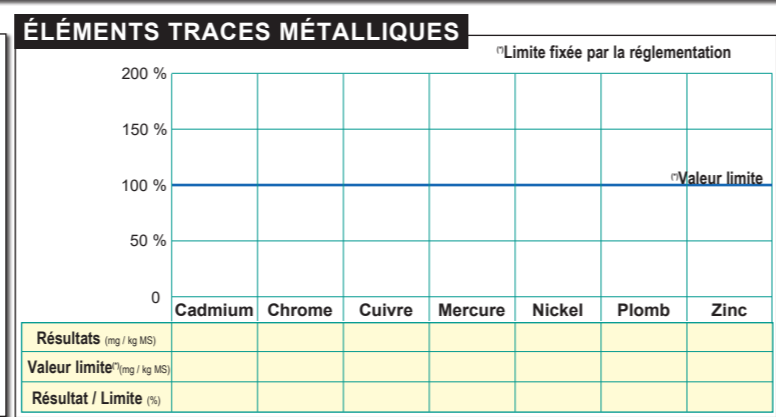 ÉLÉMENTS TRACES MÉTALLIQUES
(*)Limite fixée par la réglementation
200 %
150 %
100 %
(*)Valeur limite
50 %
0
Cadmium Chrome Cuivre Mercure Nickel Plomb Zinc
Résultats (mg / kg MS)
Valeur limite(*)(mg / kg MS)
Résultat / Limite (%)